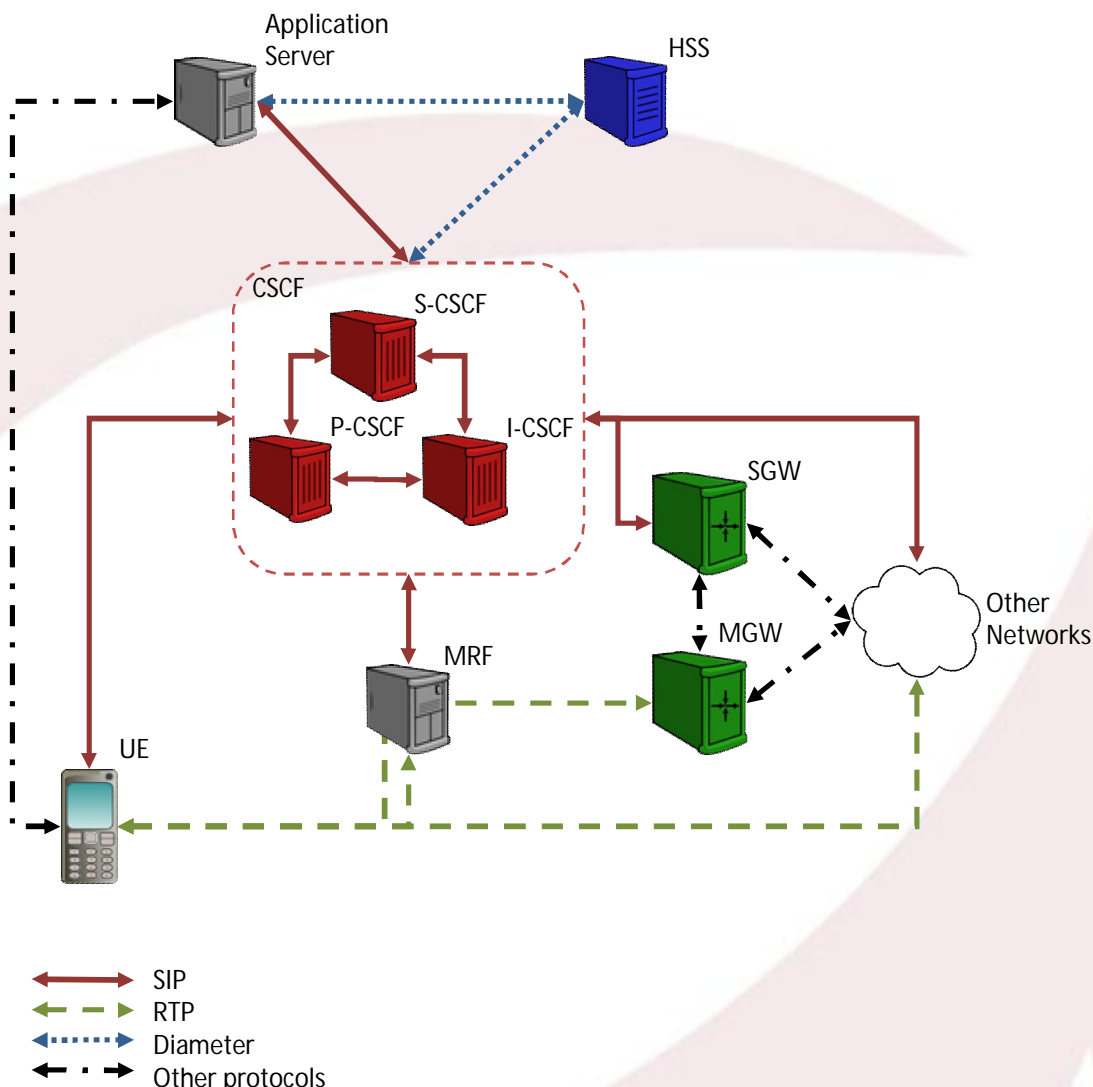 Application
Server
HSS
CSCF
S-CSCF
P-CSCF
I-CSCF
SGW
MGW
Other
Networks
MRF
UE
SIP
RTP
Diameter
Other protocols